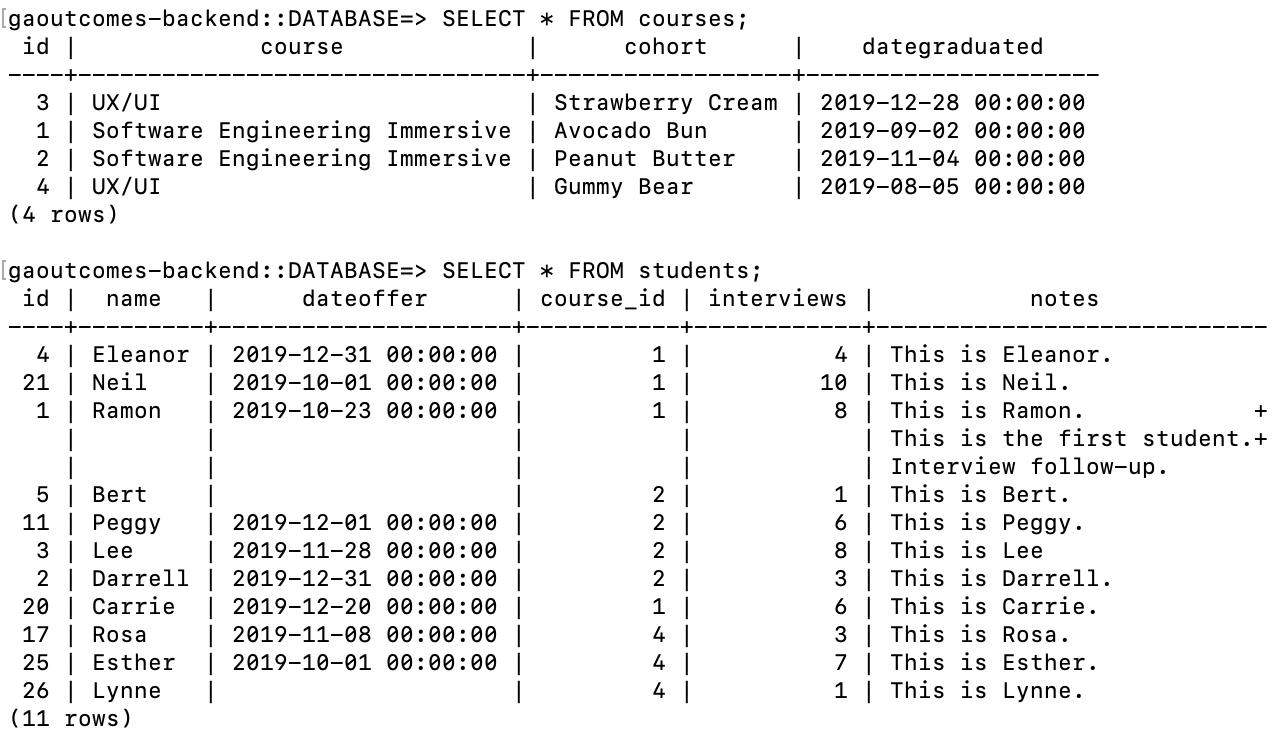 [gaoutcomes-backend::DATABASE=> SELECT * FROM courses;
 id |             course              |      cohort      |    dategraduated
----+---------------------------------+------------------+---------------------
  3 | UX/UI                           | Strawberry Cream | 2019-12-28 00:00:00
  1 | Software Engineering Immersive  | Avocado Bun      | 2019-09-02 00:00:00
  2 | Software Engineering Immersive  | Peanut Butter    | 2019-11-04 00:00:00
  4 | UX/UI                           | Gummy Bear       | 2019-08-05 00:00:00
(4 rows)

[gaoutcomes-backend::DATABASE=> SELECT * FROM students;
 id |  name   |      dateoffer      | course_id | interviews |           notes
----+---------+---------------------+-----------+------------+----------------------------
  4 | Eleanor | 2019-12-31 00:00:00 |         1 |          4 | This is Eleanor.
 21 | Neil    | 2019-10-01 00:00:00 |         1 |         10 | This is Neil.
  1 | Ramon   | 2019-10-23 00:00:00 |         1 |          8 | This is Ramon.            +
    |         |                     |           |            | This is the first student.+
    |         |                     |           |            | Interview follow-up.
  5 | Bert    |                     |         2 |          1 | This is Bert.
 11 | Peggy   | 2019-12-01 00:00:00 |         2 |          6 | This is Peggy.
  3 | Lee     | 2019-11-28 00:00:00 |         2 |          8 | This is Lee
  2 | Darrell | 2019-12-31 00:00:00 |         2 |          3 | This is Darrell.
 20 | Carrie  | 2019-12-20 00:00:00 |         1 |          6 | This is Carrie.
 17 | Rosa    | 2019-11-08 00:00:00 |         4 |          3 | This is Rosa.
 25 | Esther  | 2019-10-01 00:00:00 |         4 |          7 | This is Esther.
 26 | Lynne   |                     |         4 |          1 | This is Lynne.
(11 rows)